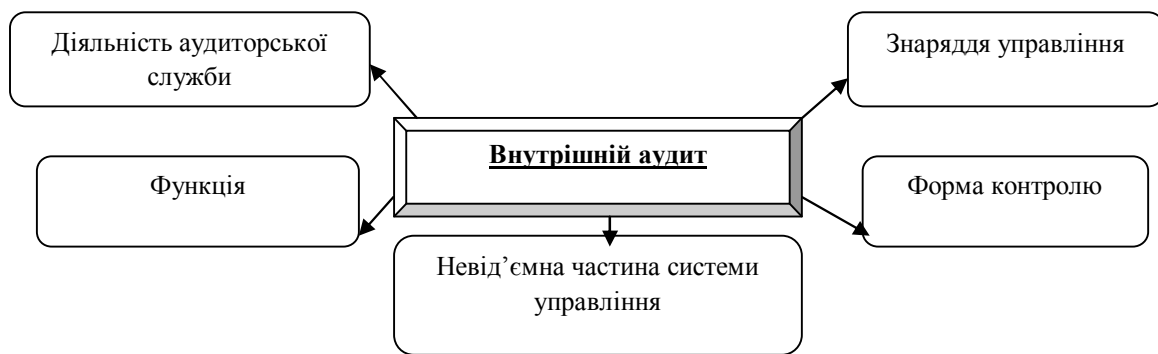 Діяльність аудиторської
служби
Знаряддя управління
Внутрішній аудит
Функція
Форма контролю
Невід’ємна частина системи
управління